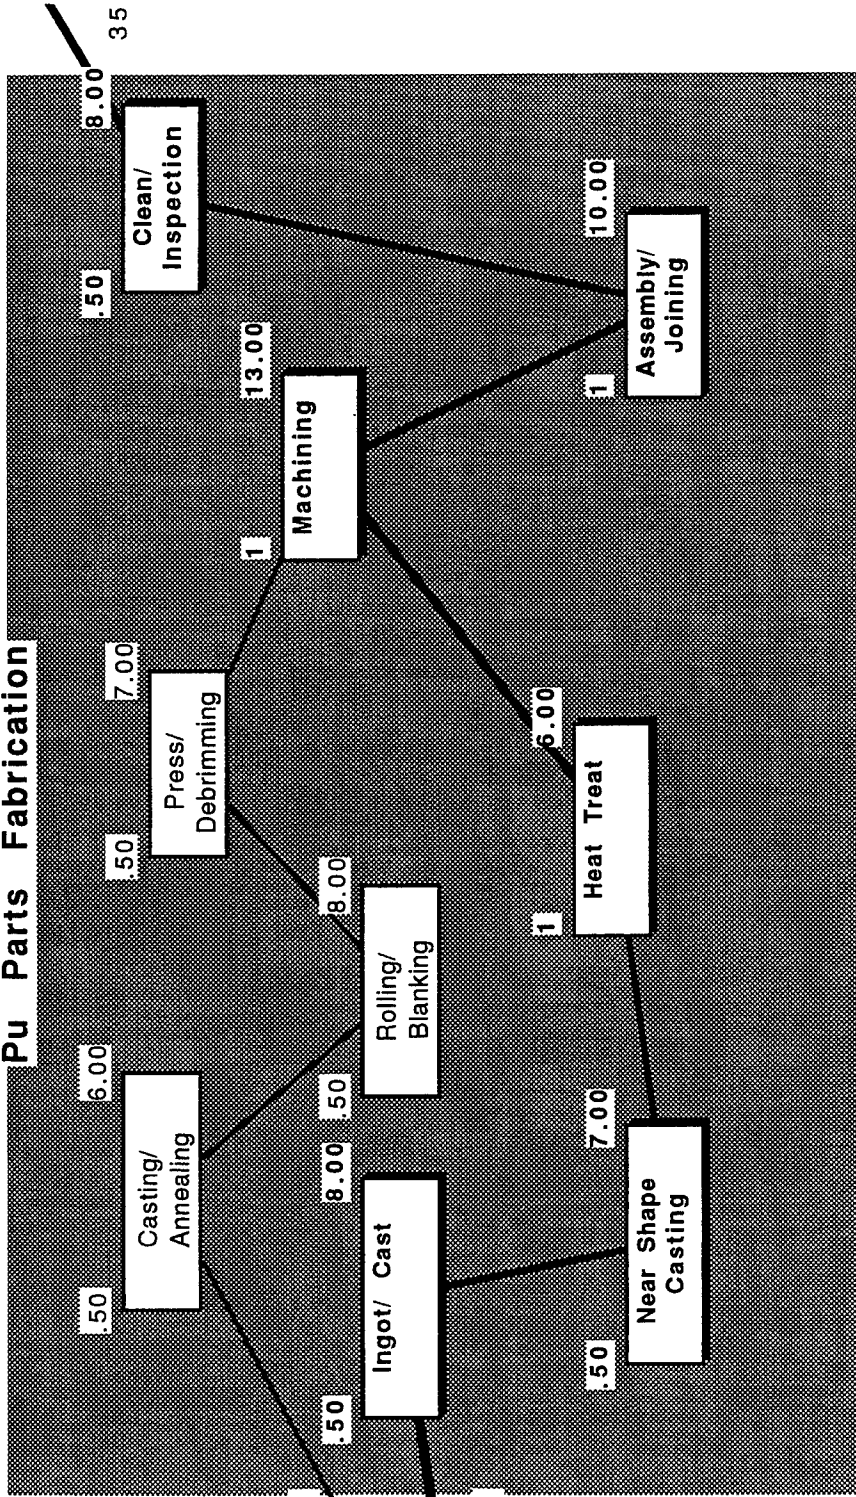 Pu Parts Fabrication
.50
6.00
Casting/
Annealing
.50
7.00
Press/
Debrimming
.50
8.00
Clean/
Inspection
35
.50
8.00
Ingot/ Cast
.50
8.00
Rolling/
Blanking
1
13.00
Machining
.50
7.00
Near Shape
Casting
1
6.00
Heat Treat
1
10.00
Assembly/
Joining